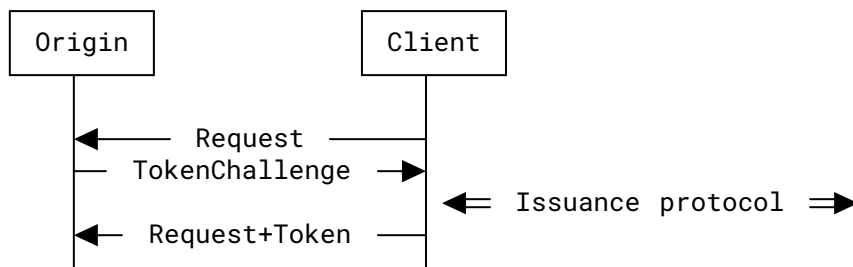 Origin Client
Request
TokenChallenge
Issuance protocol
Request+Token